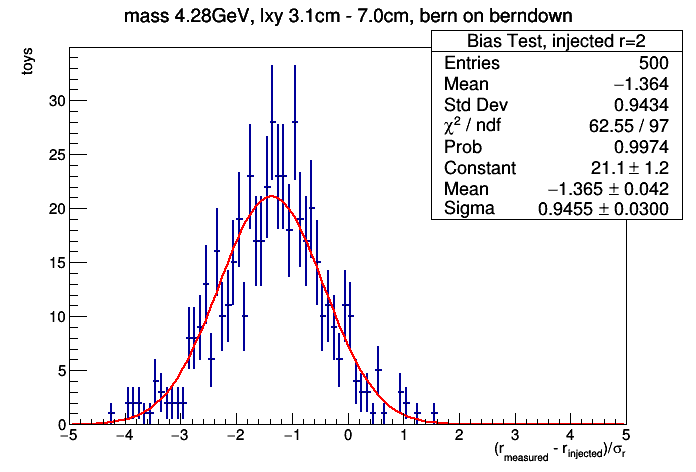 mass 4.28GeV, lxy 3.1cm - 7.0cm, bern on berndown
Bias Test, injected r=2
Entries 500
Mean −1.364
Std Dev 0.9434
χ² / ndf 62.55 / 97
Prob 0.9974
Constant 21.1 ± 1.2
Mean −1.365 ± 0.042
Sigma 0.9455 ± 0.0300
toys
30
25
20
15
10
5
0
−5 −4 −3 −2 −1 0 1 2 3 4 5
(r_measured - r_injected)/σ_r